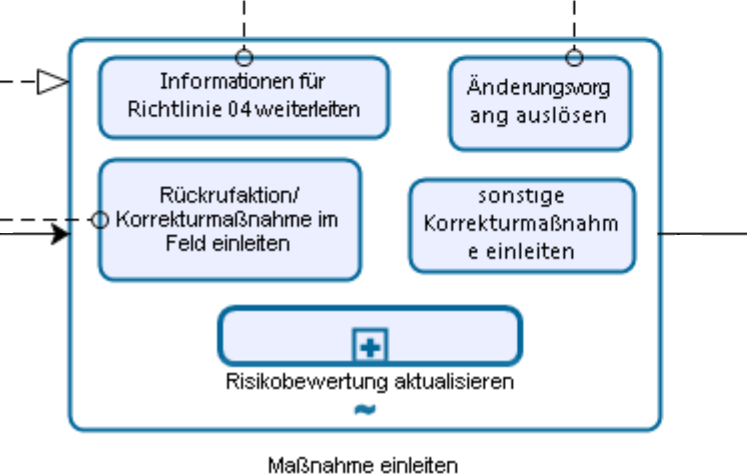 Informationen für
Richtlinie 04 weiterleiten
Änderungsvorg
ang auslösen
Rückrufaktion/
Korrekturmaßnahme im
Feld einleiten
sonstige
Korrekturmaßnahm
e einleiten
Risikobewertung aktualisieren
Maßnahme einleiten